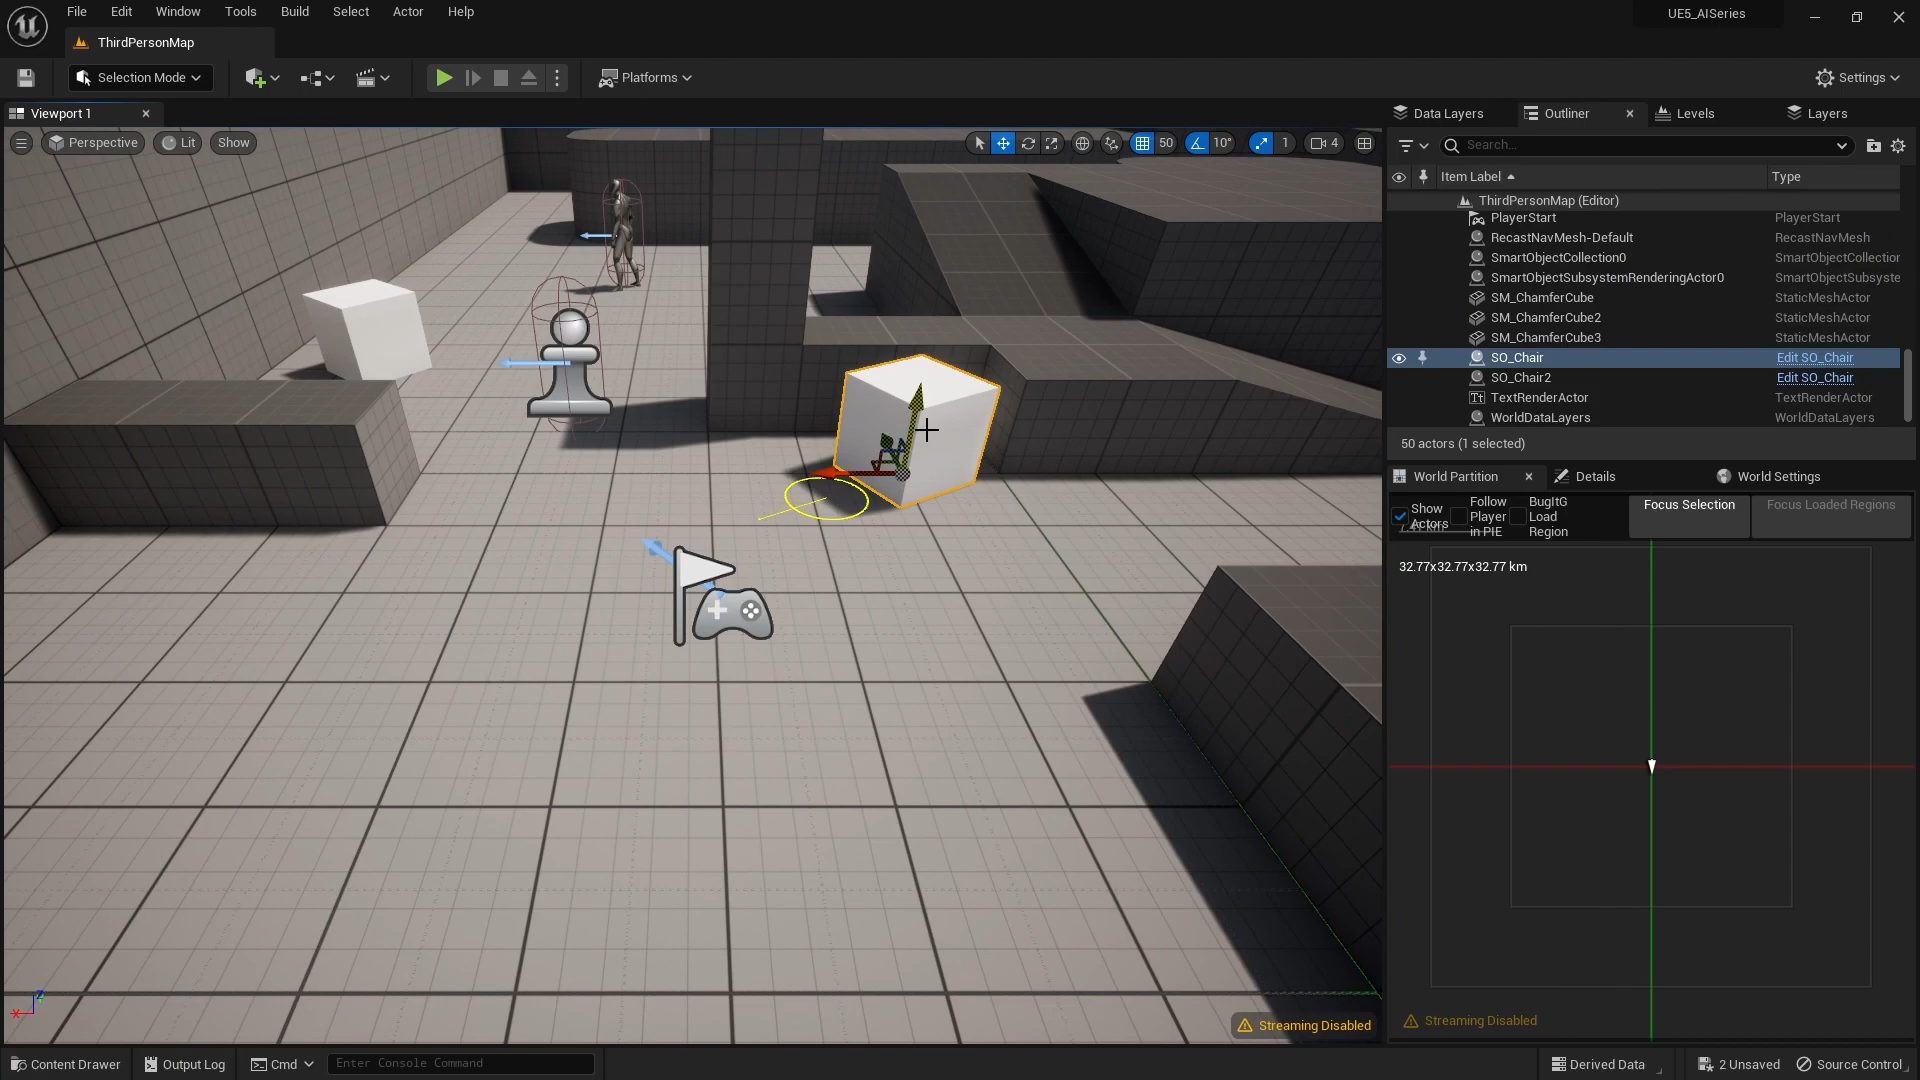 File Edit Window Tools Build Select Actor Help
UE5_AISeries
ThirdPersonMap
Selection Mode
Platforms
Settings
Viewport 1
Perspective
Lit
Show
50
10°
1
4
Data Layers
Outliner
Levels
Layers
Search...
Item Label
Type
ThirdPersonMap (Editor)
PlayerStart PlayerStart
RecastNavMesh-Default RecastNavMesh
SmartObjectCollection0 SmartObjectCollection
SmartObjectSubsystemRenderingActor0 SmartObjectSubsyste
SM_ChamferCube StaticMeshActor
SM_ChamferCube2 StaticMeshActor
SM_ChamferCube3 StaticMeshActor
SO_Chair Edit SO_Chair
SO_Chair2 Edit SO_Chair
TextRenderActor TextRenderActor
WorldDataLayers WorldDataLayers
50 actors (1 selected)
World Partition
Details
World Settings
Show
Actors
Follow
Player
in PIE
BugItG
Load
Region
Focus Selection
Focus Loaded Regions
32.77x32.77x32.77 km
Streaming Disabled
Streaming Disabled
X
Z
Content Drawer
Output Log
Cmd
Enter Console Command
Derived Data
2 Unsaved
Source Control